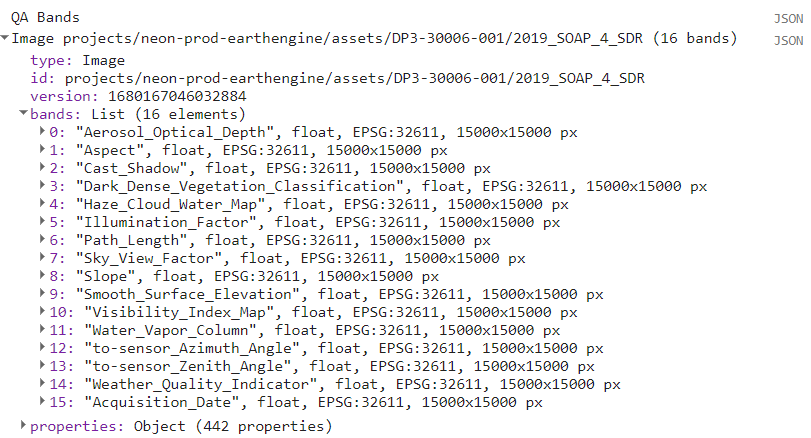 QA Bands JSON
Image projects/neon-prod-earthengine/assets/DP3-30006-001/2019_SOAP_4_SDR (16 bands) JSON
type: Image
id: projects/neon-prod-earthengine/assets/DP3-30006-001/2019_SOAP_4_SDR
version: 1680167046032884
bands: List (16 elements)
0: "Aerosol_Optical_Depth", float, EPSG:32611, 15000x15000 px
1: "Aspect", float, EPSG:32611, 15000x15000 px
2: "Cast_Shadow", float, EPSG:32611, 15000x15000 px
3: "Dark_Dense_Vegetation_Classification", float, EPSG:32611, 15000x15000 px
4: "Haze_Cloud_Water_Map", float, EPSG:32611, 15000x15000 px
5: "Illumination_Factor", float, EPSG:32611, 15000x15000 px
6: "Path_Length", float, EPSG:32611, 15000x15000 px
7: "Sky_View_Factor", float, EPSG:32611, 15000x15000 px
8: "Slope", float, EPSG:32611, 15000x15000 px
9: "Smooth_Surface_Elevation", float, EPSG:32611, 15000x15000 px
10: "Visibility_Index_Map", float, EPSG:32611, 15000x15000 px
11: "Water_Vapor_Column", float, EPSG:32611, 15000x15000 px
12: "to-sensor_Azimuth_Angle", float, EPSG:32611, 15000x15000 px
13: "to-sensor_Zenith_Angle", float, EPSG:32611, 15000x15000 px
14: "Weather_Quality_Indicator", float, EPSG:32611, 15000x15000 px
15: "Acquisition_Date", float, EPSG:32611, 15000x15000 px
properties: Object (442 properties)